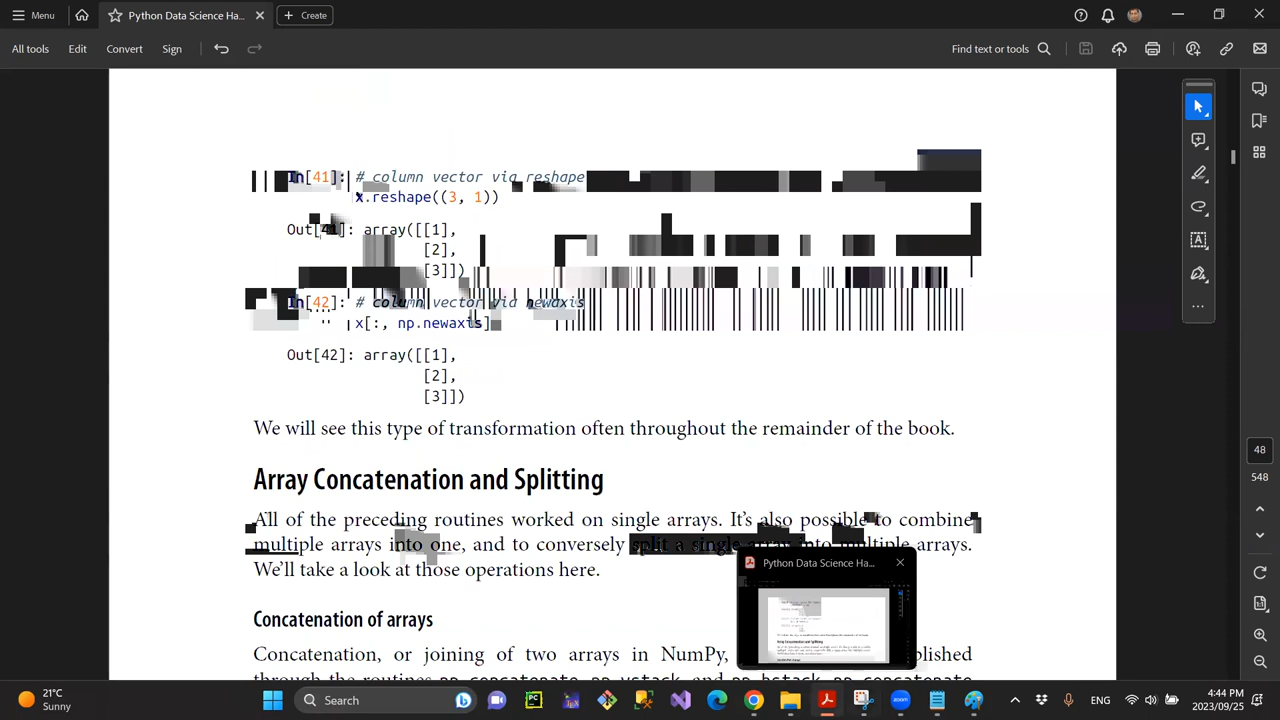 Menu
Python Data Science Ha...
Create
All tools Edit Convert Sign
Find text or tools
In[41]: # column vector via reshape
x.reshape((3, 1))
Out[41]: array([[1],
[2],
[3]])
In[42]: # column vector via newaxis
x[:, np.newaxis]
Out[42]: array([[1],
[2],
[3]])
We will see this type of transformation often throughout the remainder of the book.
Array Concatenation and Splitting
All of the preceding routines worked on single arrays. It's also possible to combine
multiple arrays into one, and to conversely split a single array into multiple arrays.
We'll take a look at those operations here.
Python Data Science Ha...
Concatenation of arrays
Concatenation, or joining of two arrays in NumPy,
48
548
21°C
Sunny
Search
ENG
4:44 PM
2023/09/25